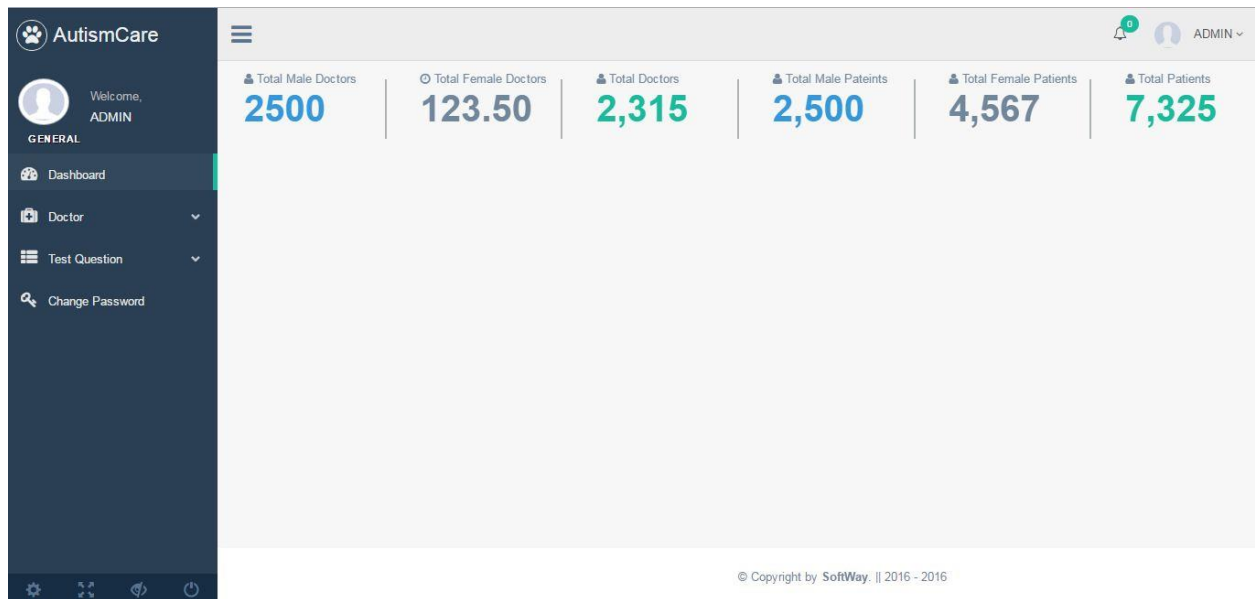 AutismCare
0
ADMIN
Welcome,
ADMIN
GENERAL
Dashboard
Doctor
Test Question
Change Password
Total Male Doctors
2500
Total Female Doctors
123.50
Total Doctors
2,315
Total Male Pateints
2,500
Total Female Patients
4,567
Total Patients
7,325
© Copyright by SoftWay. || 2016 - 2016